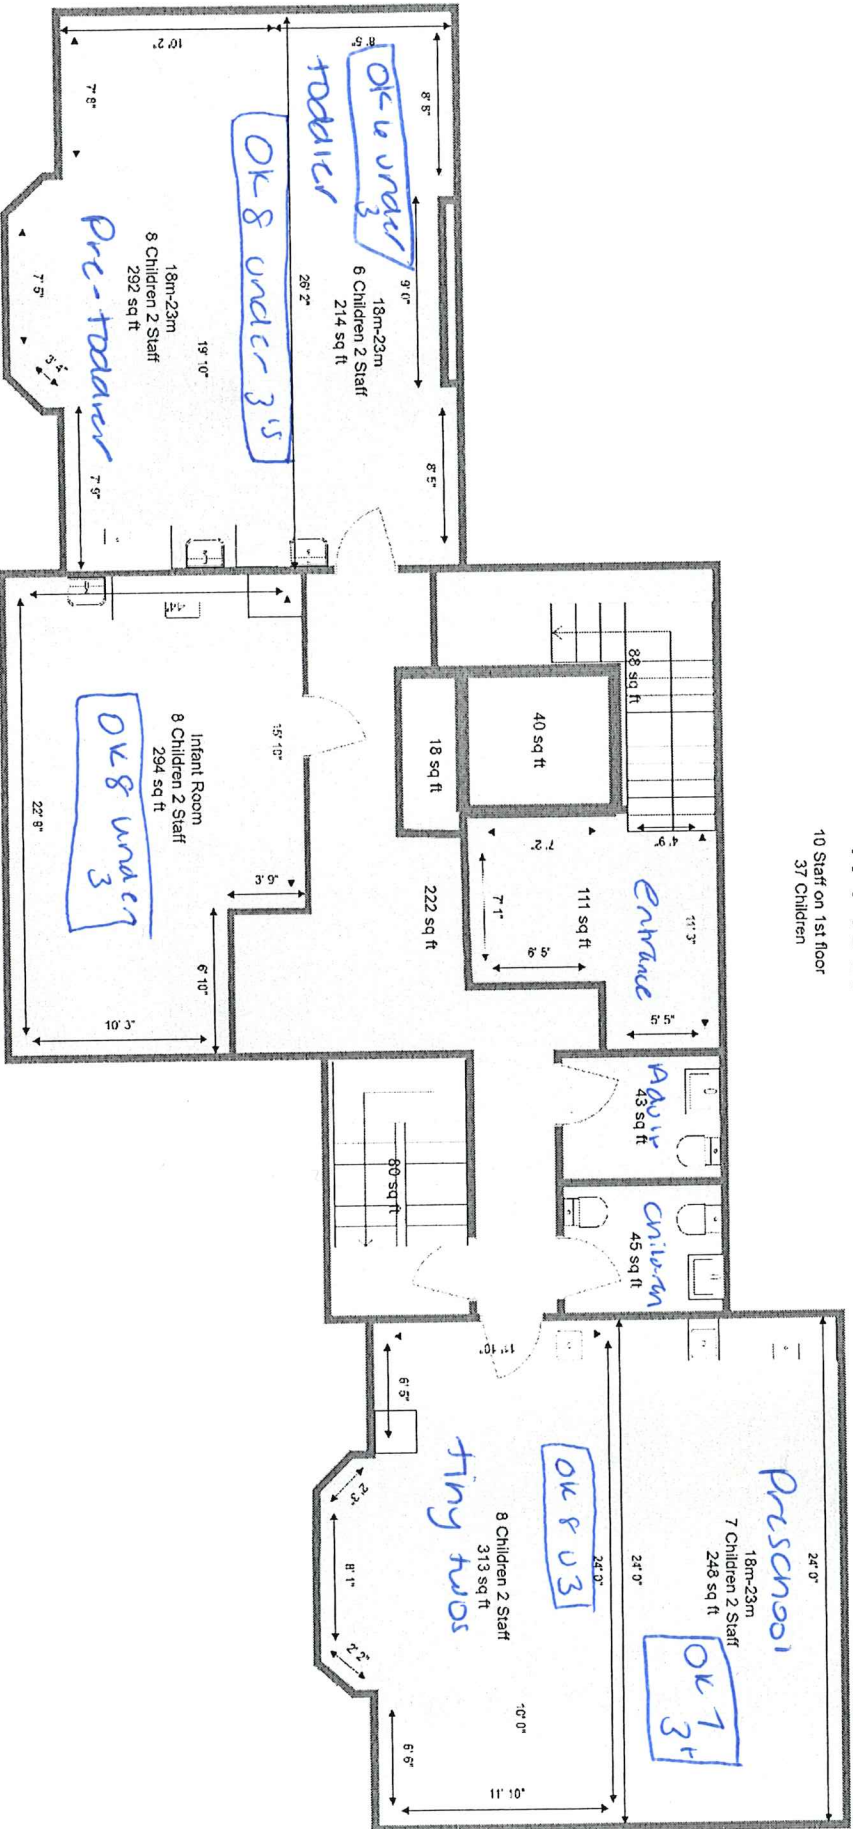 10 Staff on 1st floor
37 Children
8' 5"
10' 2"
8' 8"
7' 8"
OK 6 under
3
toddler
9' 0"
18m-23m
6 Children 2 Staff
214 sq ft
26' 2"
OK 8 under 3's
19' 10"
18m-23m
8 Children 2 Staff
292 sq ft
Pre-toddler
7' 5"
3' 4"
7' 9"
8' 5"
88 sq ft
40 sq ft
18 sq ft
4' 9"
7' 2"
11' 3"
entrance
111 sq ft
7' 1"
6' 5"
5' 5"
222 sq ft
15' 10"
Infant Room
8 Children 2 Staff
294 sq ft
OK 8 under
3
22' 8"
3' 9"
6' 10"
10' 3"
Adult
43 sq ft
Children
45 sq ft
80 sq ft
11' 10"
6' 5"
24' 0"
Preschool
18m-23m
7 Children 2 Staff
248 sq ft
OK 7
3+
24' 0"
24' 0"
OK 8 U3
8 Children 2 Staff
313 sq ft
tiny twos
8' 1"
2' 2"
10' 0"
6' 6"
11' 10"